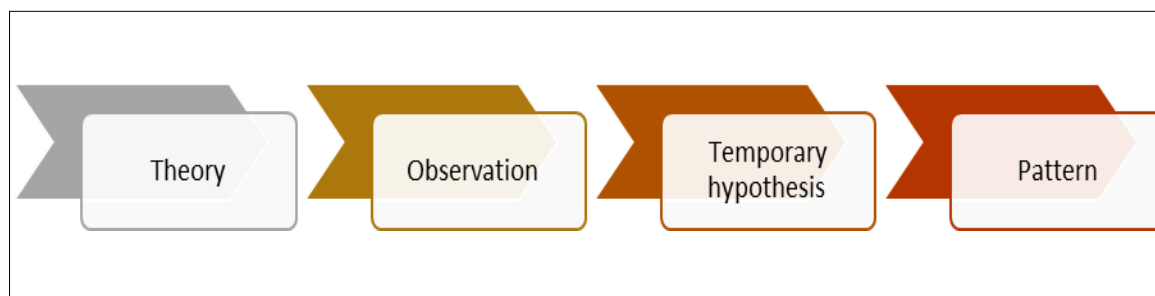 Theory
Observation
Temporary
hypothesis
Pattern